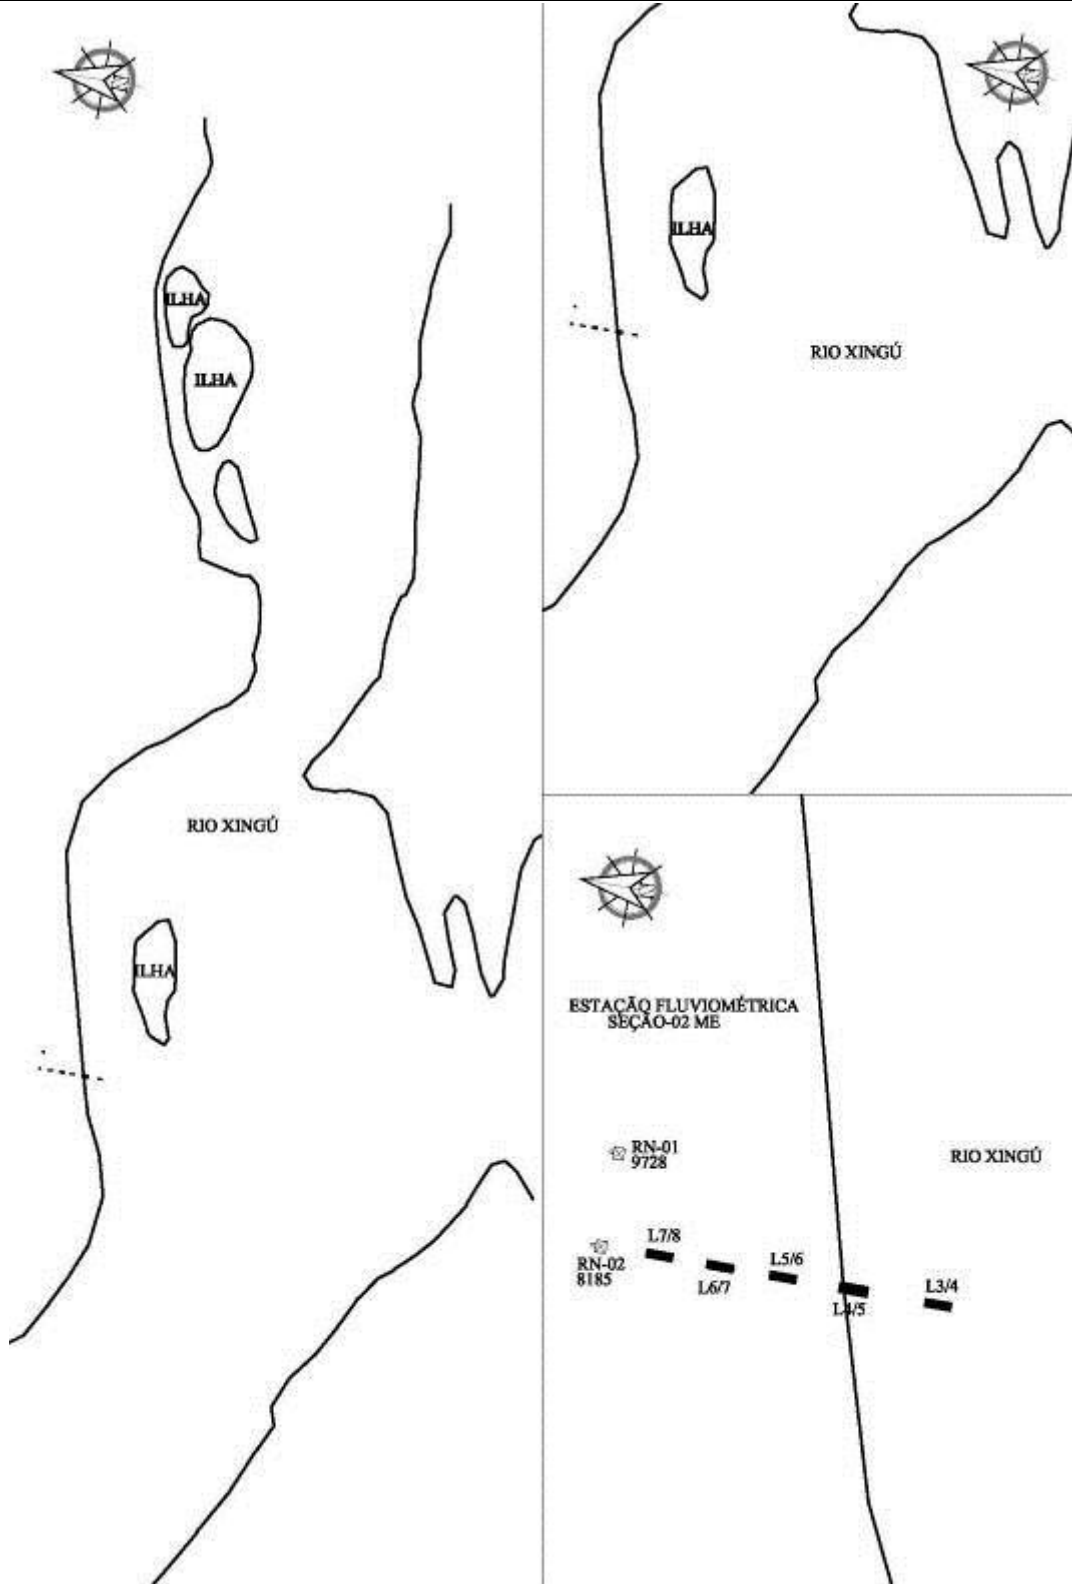 ILHA
ILHA
RIO XINGÚ
ILHA
ILHA
RIO XINGÚ
ESTAÇÃO FLUVIOMÉTRICA
SEÇÃO-02 ME
RN-01
9728
RIO XINGÚ
RN-02
8185
L7/8
L6/7
L5/6
L4/5
L3/4